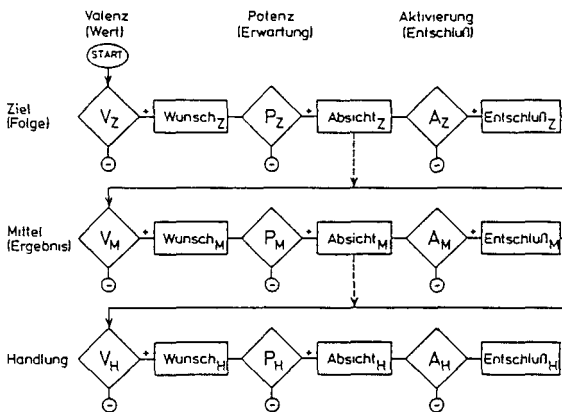 Valenz Potenz Aktivierung
(Wert) (Erwartung) (Entschluß)
START
Ziel
(Folge)
V_Z + Wunsch_Z P_Z + Absicht_Z A_Z + Entschluß_Z
− − −
Mittel
(Ergebnis)
V_M + Wunsch_M P_M + Absicht_M A_M + Entschluß_M
− − −
Handlung
V_H + Wunsch_H P_H + Absicht_H A_H + Entschluß_H
− − −